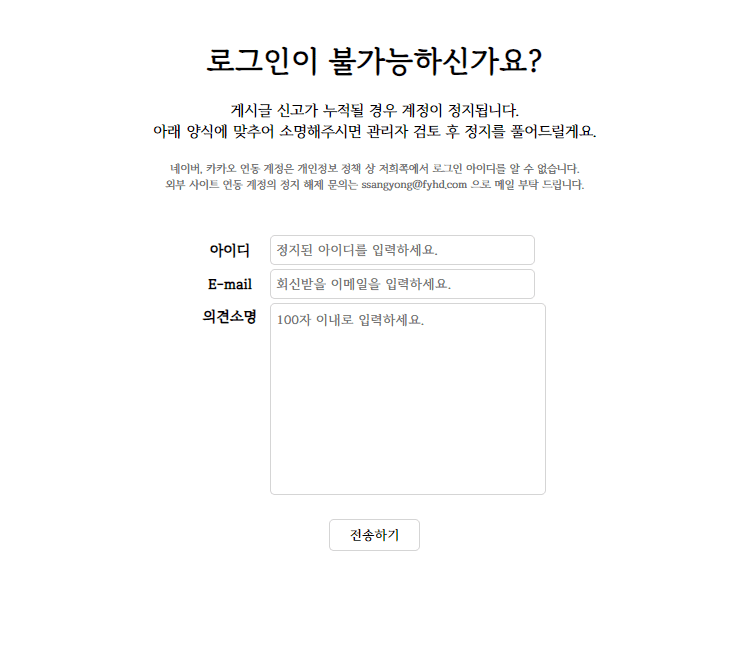 로그인이 불가능하신가요?
게시글 신고가 누적될 경우 계정이 정지됩니다.
아래 양식에 맞추어 소명해주시면 관리자 검토 후 정지를 풀어드릴게요.
네이버, 카카오 연동 계정은 개인정보 정책 상 저희쪽에서 로그인 아이디를 알 수 없습니다.
외부 사이트 연동 계정의 정지 해제 문의는 ssangyong@fyhd.com 으로 메일 부탁 드립니다.
아이디 정지된 아이디를 입력하세요.
E-mail 회신받을 이메일을 입력하세요.
의견소명 100자 이내로 입력하세요.
전송하기